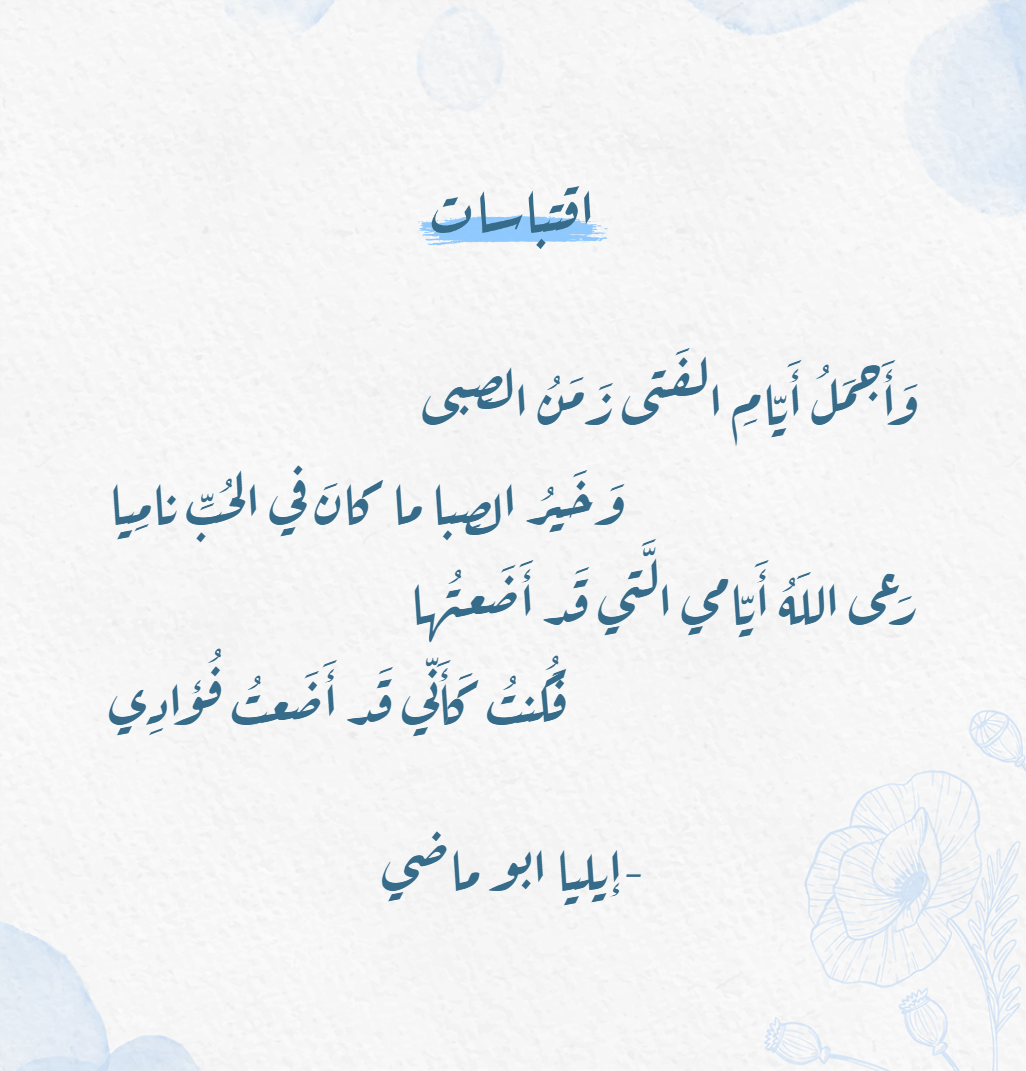 اقتباسات
وَأَجمَلُ أَيّامِ الفَتى زَمَنُ الصبى
وَخَيرُ الصبا ما كانَ في الحُبِّ نامِيا
رَعى اللَهُ أَيّامي الَّتي قَد أَضَعتُها
فَكُنتُ كَأَنّي قَد أَضَعتُ فُؤادِي
-إيليا ابو ماضي